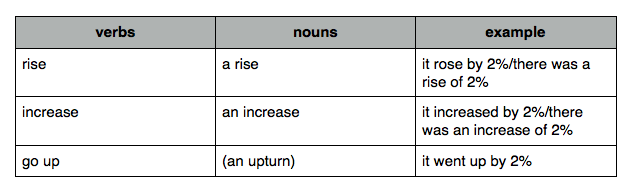 verbs nouns example
rise a rise it rose by 2%/there was a
rise of 2%
increase an increase it increased by 2%/there
was an increase of 2%
go up (an upturn) it went up by 2%